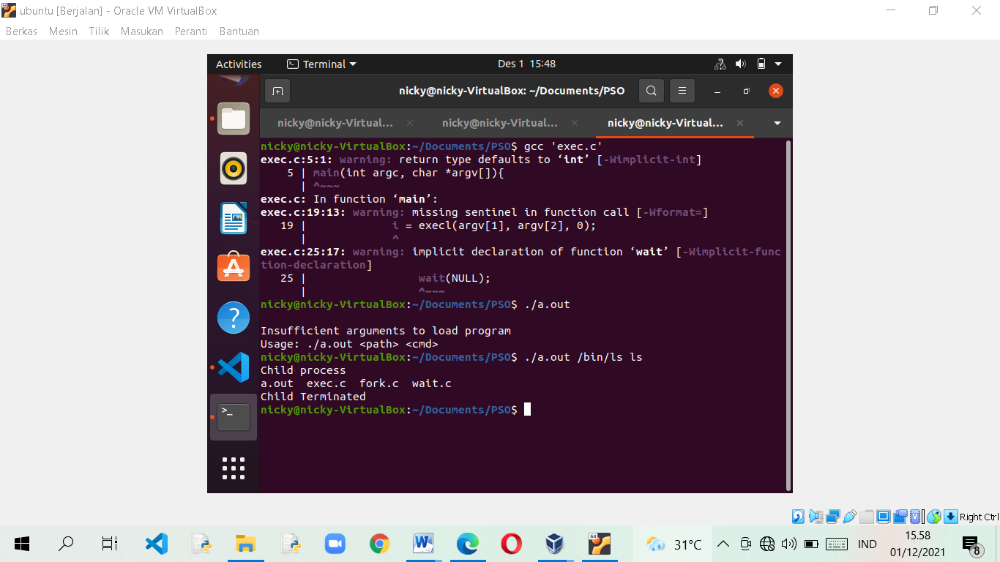 ubuntu [Berjalan] - Oracle VM VirtualBox
Berkas Mesin Tilik Masukan Peranti Bantuan
Activities Terminal Des 1 15:48
nicky@nicky-VirtualBox: ~/Documents/PSO
nicky@nicky-Virtual... nicky@nicky-Virtual... nicky@nicky-Virtual...
nicky@nicky-VirtualBox:~/Documents/PSO$ gcc 'exec.c'
exec.c:5:1: warning: return type defaults to ‘int’ [-Wimplicit-int]
5 | main(int argc, char *argv[]){
| ^~~~
exec.c: In function ‘main’:
exec.c:19:13: warning: missing sentinel in function call [-Wformat=]
19 | i = execl(argv[1], argv[2], 0);
| ^
exec.c:25:17: warning: implicit declaration of function ‘wait’ [-Wimplicit-func
tion-declaration]
25 | wait(NULL);
| ^~~~
nicky@nicky-VirtualBox:~/Documents/PSO$ ./a.out
Insufficient arguments to load program
Usage: ./a.out <path> <cmd>
nicky@nicky-VirtualBox:~/Documents/PSO$ ./a.out /bin/ls ls
Child process
a.out exec.c fork.c wait.c
Child Terminated
nicky@nicky-VirtualBox:~/Documents/PSO$
Right Ctrl
31°C IND 15.58
01/12/2021 8